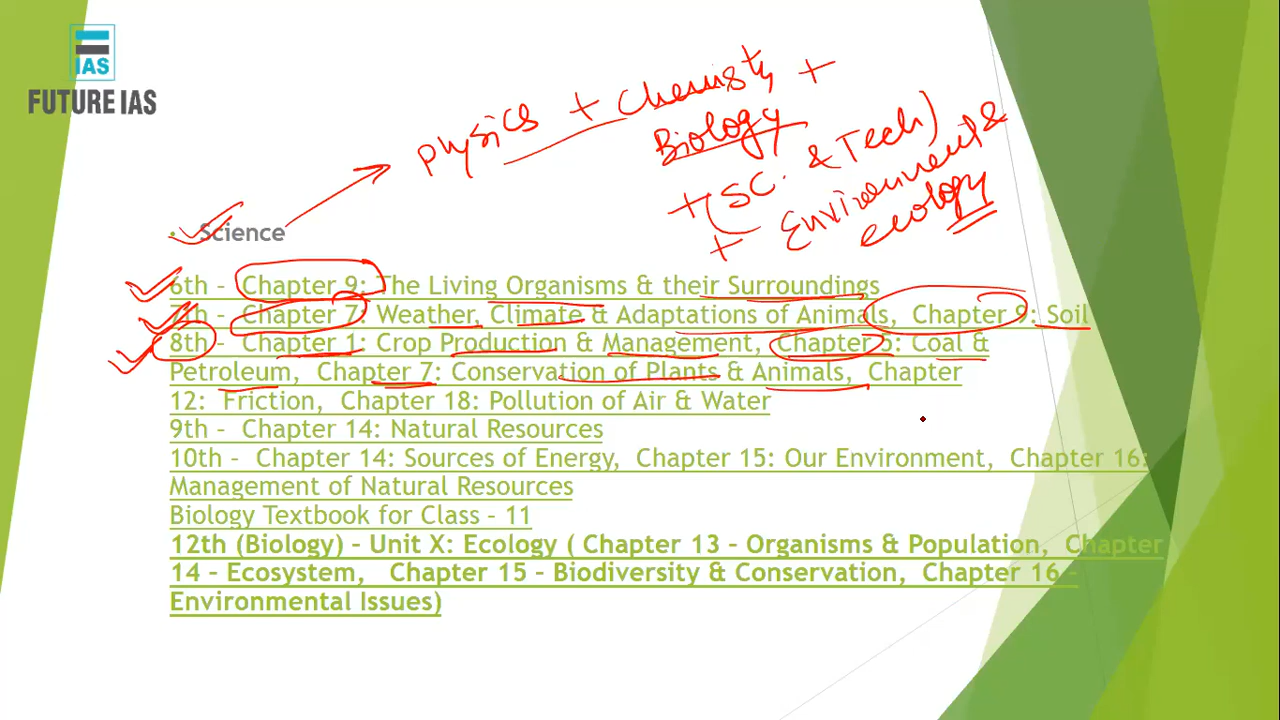 IAS
FUTURE IAS
Physics + Chemistry +
Biology
+ (SC. & Tech)
+ Environment &
ecology
• Science
6th – Chapter 9: The Living Organisms & their Surroundings
7th – Chapter 7: Weather, Climate & Adaptations of Animals, Chapter 9: Soil
8th – Chapter 1: Crop Production & Management, Chapter 5: Coal &
Petroleum, Chapter 7: Conservation of Plants & Animals, Chapter
12: Friction, Chapter 18: Pollution of Air & Water
9th – Chapter 14: Natural Resources
10th – Chapter 14: Sources of Energy, Chapter 15: Our Environment, Chapter 16:
Management of Natural Resources
Biology Textbook for Class – 11
12th (Biology) – Unit X: Ecology ( Chapter 13 – Organisms & Population, Chapter
14 – Ecosystem, Chapter 15 – Biodiversity & Conservation, Chapter 16 –
Environmental Issues)